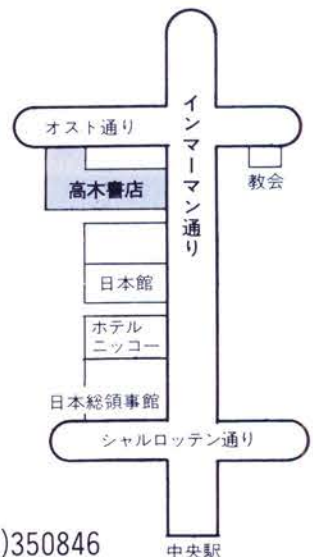 オスト通り
インマーマン通り
教会
高木書店
日本館
ホテル
ニッコー
日本総領事館
シャルロッテン通り
)350846
中央駅